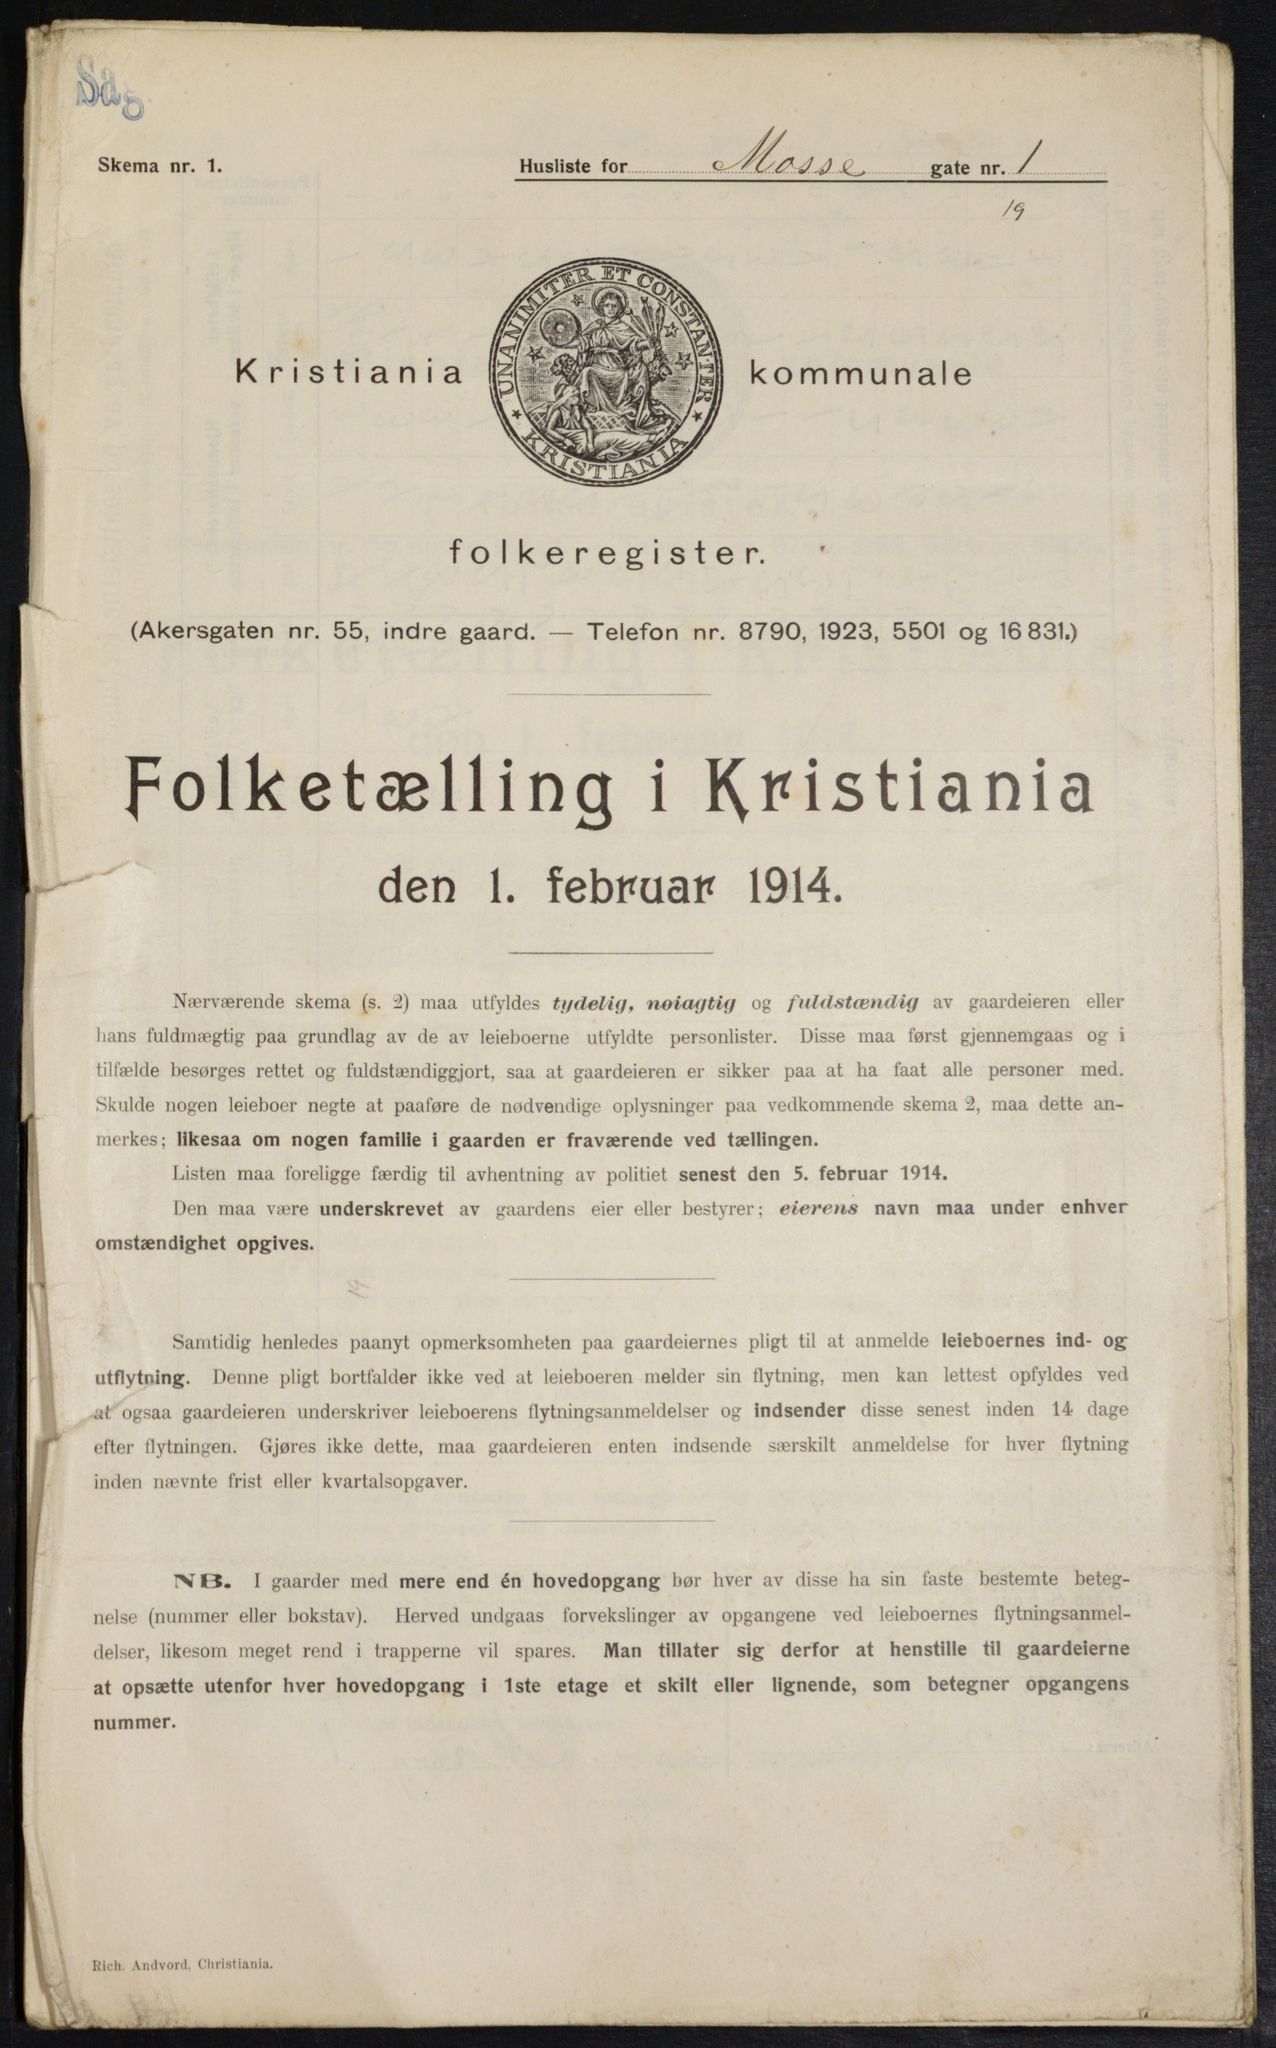 Sag
Skema nr. 1.
Husliste for Mosse gate nr. 1
19
UNANIMITER ET CONSTANTER
KRISTIANIA
Kristiania kommunale
folkeregister.
(Akersgaten nr. 55, indre gaard. — Telefon nr. 8790, 1923, 5501 og 16 831.)
Folketælling i Kristiania
den 1. februar 1914.
Nærværende skema (s. 2) maa utfyldes tydelig, nøiagtig og fuldstændig av gaardeieren eller
hans fuldmægtig paa grundlag av de av leieboerne utfyldte personlister. Disse maa først gjennemgaas og i
tilfælde besørges rettet og fuldstændiggjort, saa at gaardeieren er sikker paa at ha faat alle personer med.
Skulde nogen leieboer negte at paaføre de nødvendige oplysninger paa vedkommende skema 2, maa dette an-
merkes; likesaa om nogen familie i gaarden er fraværende ved tællingen.
Listen maa foreligge færdig til avhentning av politiet senest den 5. februar 1914.
Den maa være underskrevet av gaardens eier eller bestyrer; eierens navn maa under enhver
omstændighet opgives.
19
Samtidig henledes paanyt opmerksomheten paa gaardeiernes pligt til at anmelde leieboernes ind- og
utflytning. Denne pligt bortfalder ikke ved at leieboeren melder sin flytning, men kan lettest opfyldes ved
at ogsaa gaardeieren underskriver leieboerens flytningsanmeldelser og indsender disse senest inden 14 dage
efter flytningen. Gjøres ikke dette, maa gaardeieren enten indsende særskilt anmeldelse for hver flytning
inden nævnte frist eller kvartalsopgaver.
NB. I gaarder med mere end én hovedopgang bør hver av disse ha sin faste bestemte beteg-
nelse (nummer eller bokstav). Herved undgaas forvekslinger av opgangene ved leieboernes flytningsanmel-
delser, likesom meget rend i trapperne vil spares. Man tillater sig derfor at henstille til gaardeierne
at opsætte utenfor hver hovedopgang i 1ste etage et skilt eller lignende, som betegner opgangens
nummer.
Rich. Andvord, Christiania.